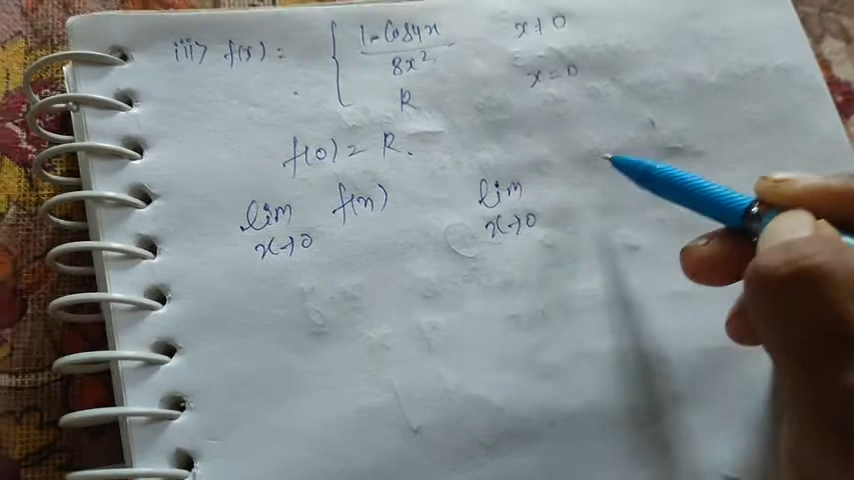 iii> f(x) = { 1-Cos4x / 8x² x≠0
R x=0
f(0) = R.
lim x→0 f(x) lim x→0